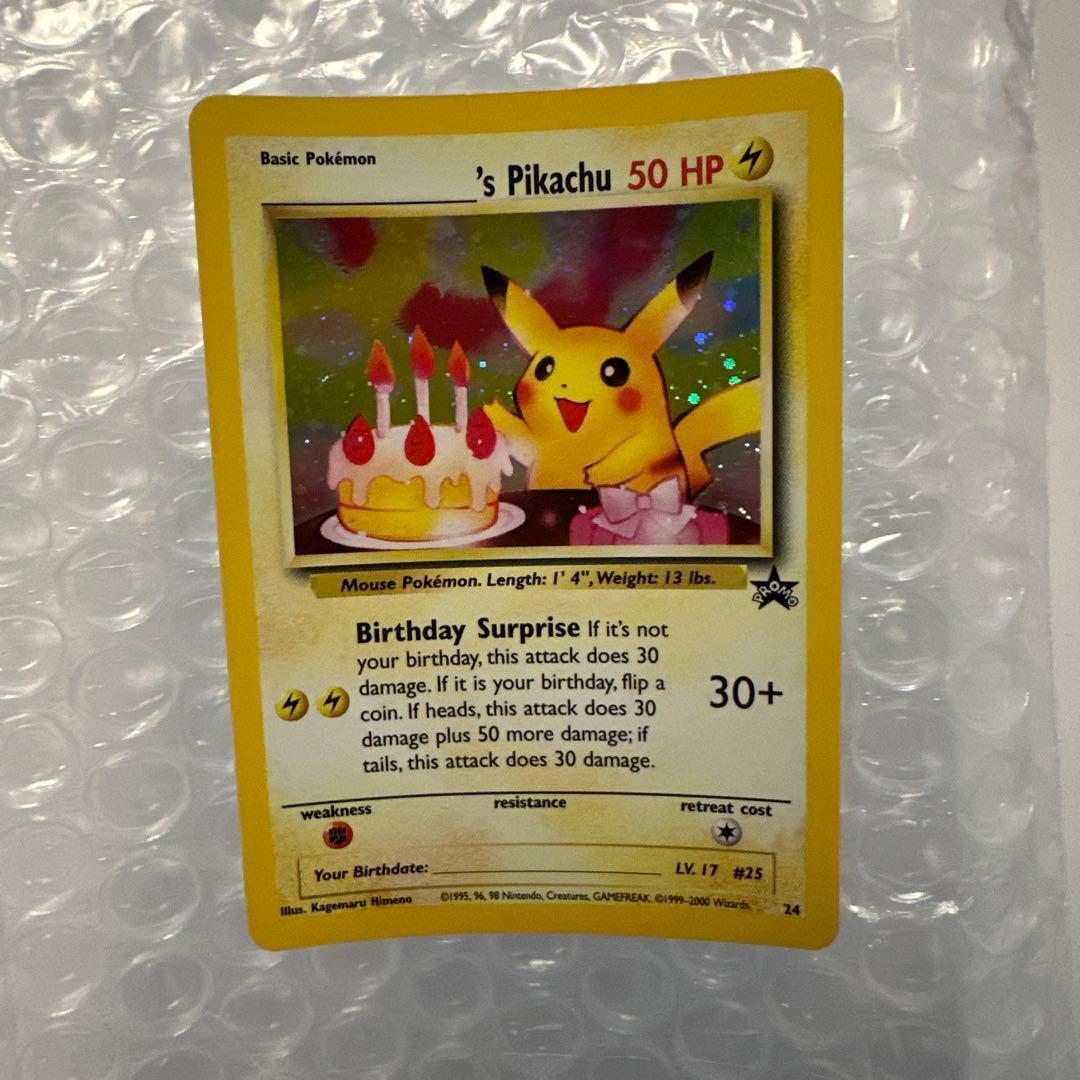 Basic Pokémon
's Pikachu 50 HP
Mouse Pokémon. Length: 1' 4", Weight: 13 lbs.
PROMO
Birthday Surprise If it's not
your birthday, this attack does 30
damage. If it is your birthday, flip a
coin. If heads, this attack does 30
damage plus 50 more damage; if
tails, this attack does 30 damage.
30+
weakness resistance retreat cost
Your Birthdate: LV. 17 #25
Illus. Kagemaru Himeno ©1995, 96, 98 Nintendo, Creatures, GAMEFREAK. ©1999-2000 Wizards. 24